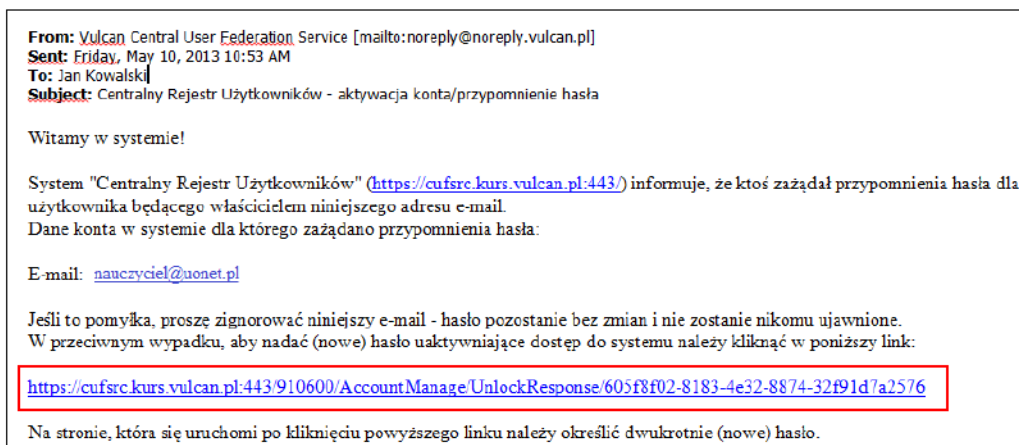 From: Vulcan Central User Federation Service [mailto:noreply@noreply.vulcan.pl]
Sent: Friday, May 10, 2013 10:53 AM
To: Jan Kowalski
Subject: Centralny Rejestr Użytkowników - aktywacja konta/przypomnienie hasła
Witamy w systemie!
System "Centralny Rejestr Użytkowników" (https://cufsrc.kurs.vulcan.pl:443/) informuje, że ktoś zażądał przypomnienia hasła dla
użytkownika będącego właścicielem niniejszego adresu e-mail.
Dane konta w systemie dla którego zażądano przypomnienia hasła:
E-mail: nauczyciel@uonet.pl
Jeśli to pomyłka, proszę zignorować niniejszy e-mail - hasło pozostanie bez zmian i nie zostanie nikomu ujawnione.
W przeciwnym wypadku, aby nadać (nowe) hasło uaktywniające dostęp do systemu należy kliknąć w poniższy link:
https://cufsrc.kurs.vulcan.pl:443/910600/AccountManage/UnlockResponse/605f8f02-8183-4e32-8874-32f91d7a2576
Na stronie, która się uruchomi po kliknięciu powyższego linku należy określić dwukrotnie (nowe) hasło.